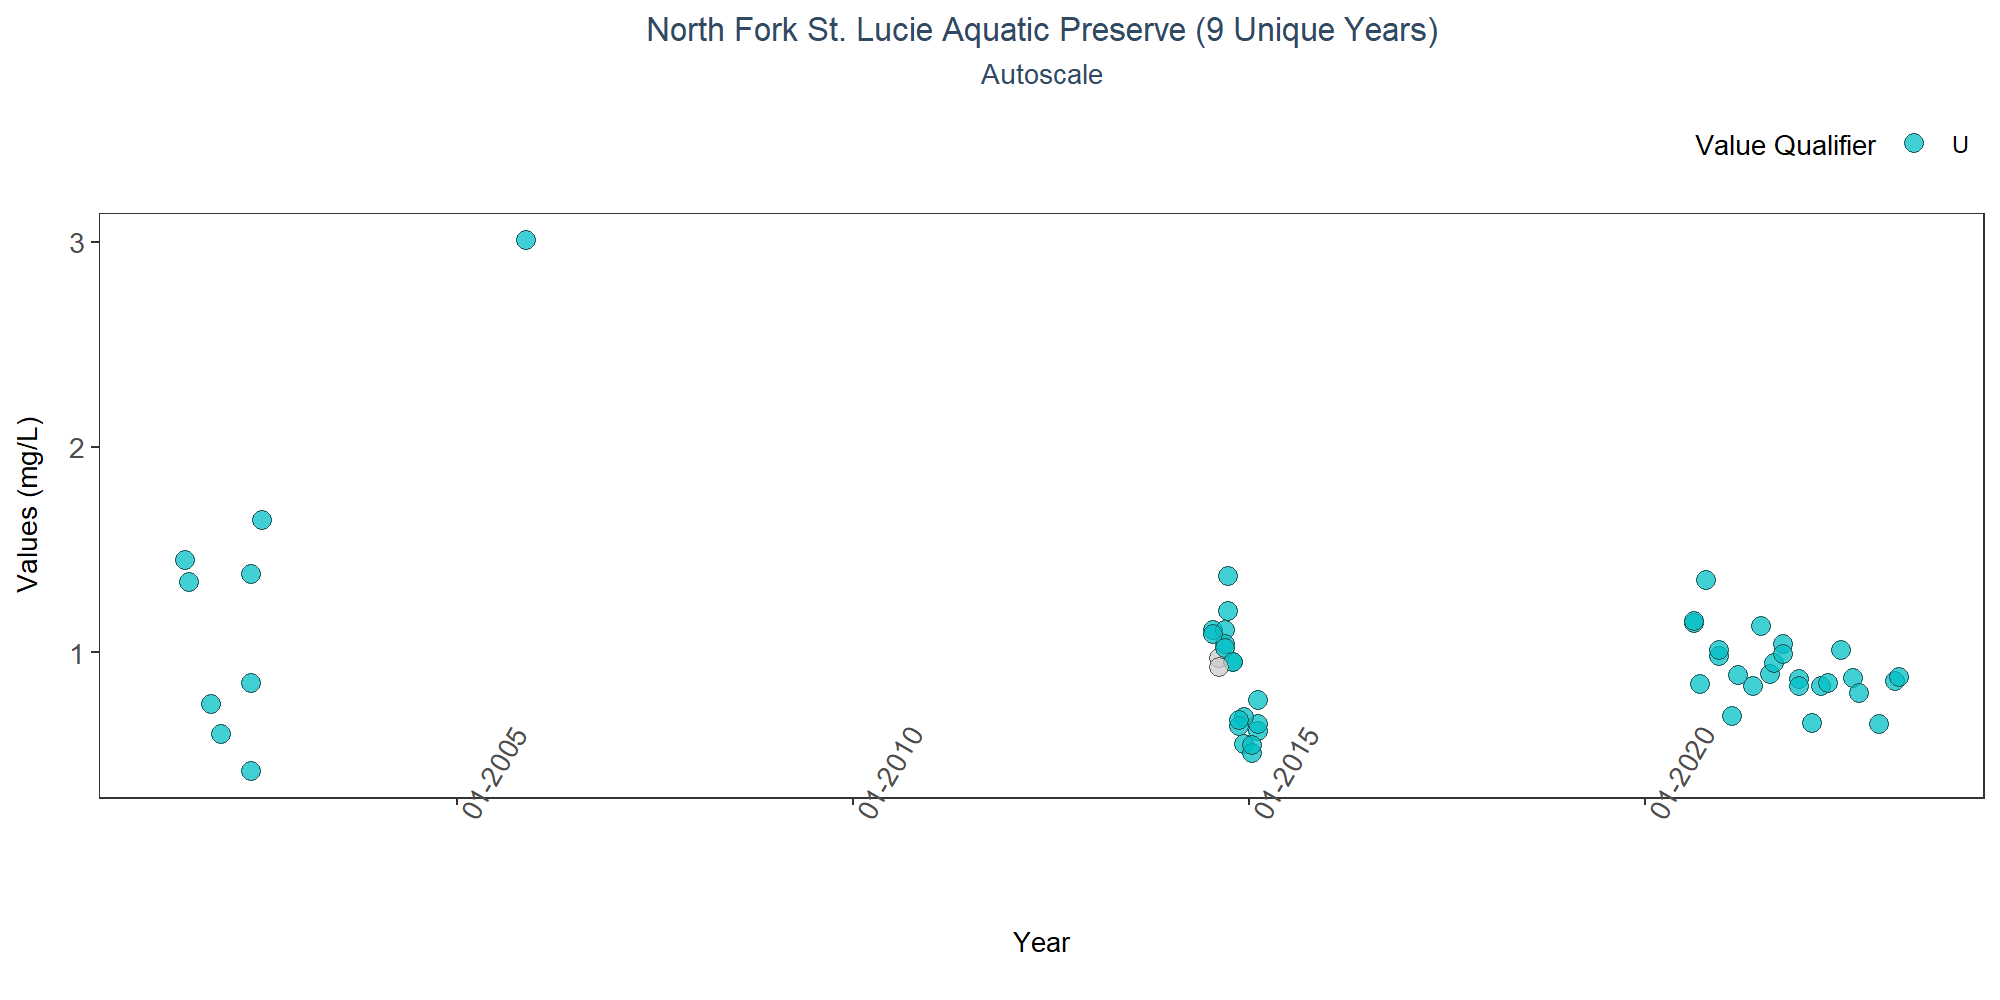 North Fork St. Lucie Aquatic Preserve (9 Unique Years)
Autoscale
Value Qualifier U
Values (mg/L)
3
2
1
01-2005 01-2010 01-2015 01-2020
Year